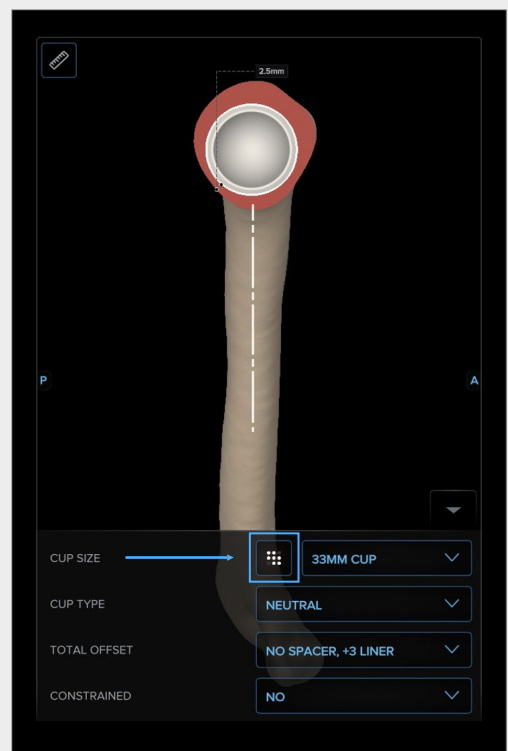 2.5mm
P
A
CUP SIZE
33MM CUP
CUP TYPE
NEUTRAL
TOTAL OFFSET
NO SPACER, +3 LINER
CONSTRAINED
NO